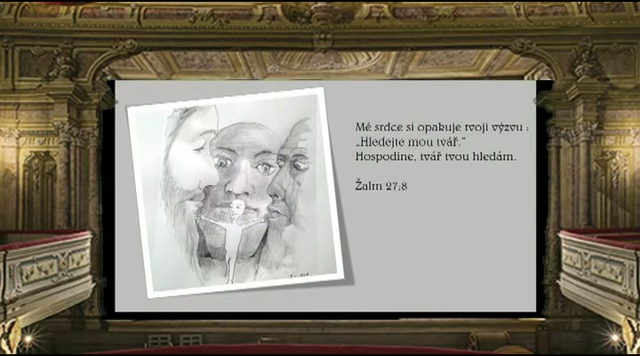 Mé srdce si opakuje tvoji výzvu :
„Hledejte mou tvář.“
Hospodine, tvář tvou hledám.
Žalm 27;8